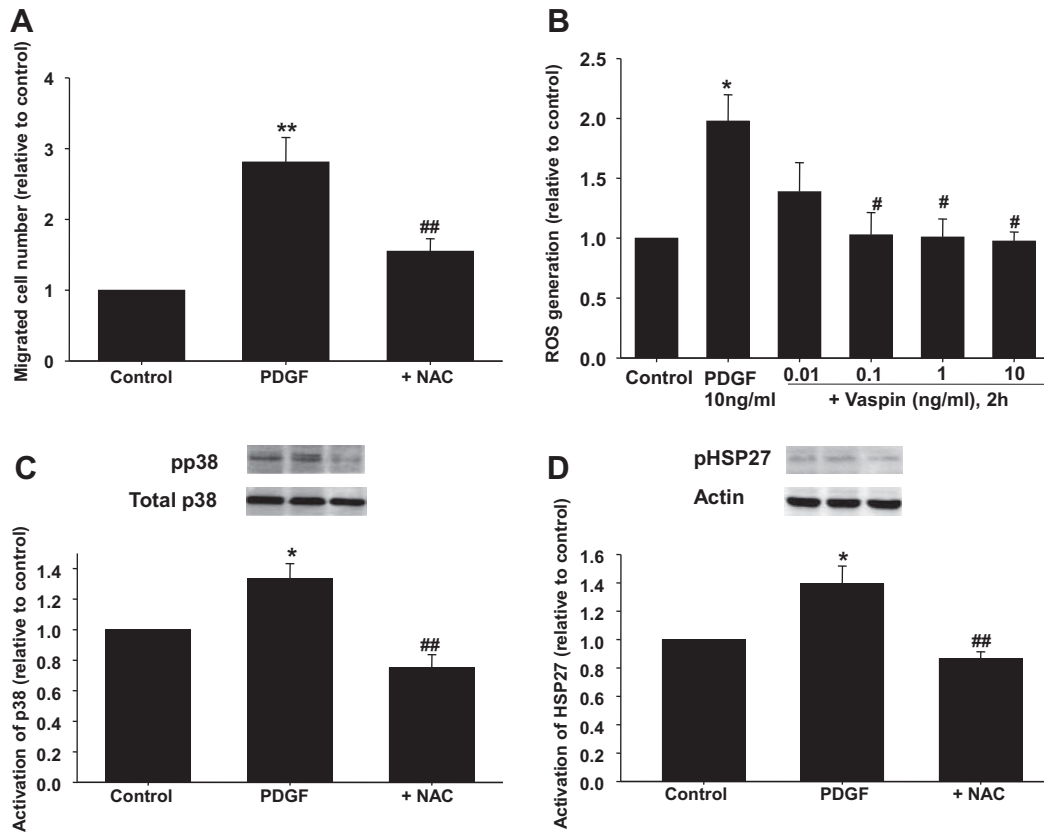 A
Migrated cell number (relative to control)
4
3
2
1
0
**
##
Control PDGF + NAC
B
ROS generation (relative to control)
2.5
2.0
1.5
1.0
0.5
0.0
*
#
#
#
Control PDGF 0.01 0.1 1 10
10ng/ml + Vaspin (ng/ml), 2h
C
pp38
Total p38
Activation of p38 (relative to control)
1.4
1.2
1.0
0.8
0.6
0.4
0.2
0.0
*
##
Control PDGF + NAC
D
pHSP27
Actin
Activation of HSP27 (relative to control)
1.6
1.4
1.2
1.0
0.8
0.6
0.4
0.2
0.0
*
##
Control PDGF + NAC